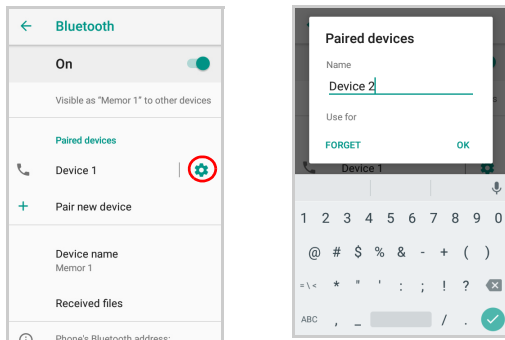 Bluetooth
On
Visible as “Memor 1” to other devices
Paired devices
Device 1
Pair new device
Device name
Memor 1
Received files
Phone's Bluetooth address:
Paired devices
Name
Device 2
Use for
FORGET OK
Device 1
1 2 3 4 5 6 7 8 9 0
@ # $ % & - + ( )
= \ < * " ' : ; ! ?
ABC , _ / .